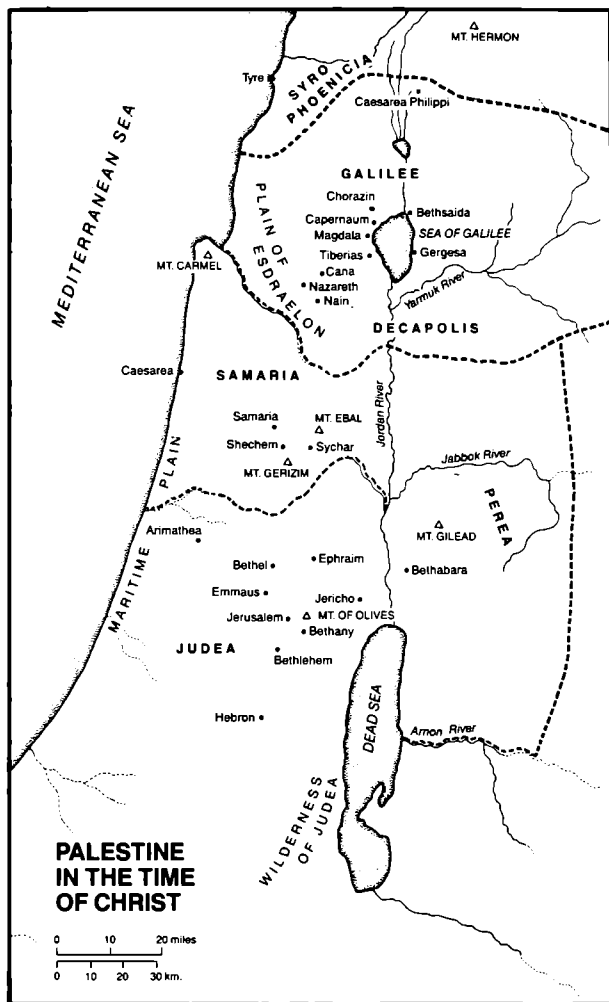 MT. HERMON
Tyre
SYRO
PHOENICIA
Caesarea Philippi
MEDITERRANEAN SEA
GALILEE
Chorazin
PLAIN OF
ESDRAELON
Capernaum
Bethsaida
Magdala
SEA OF GALILEE
Tiberias
Gergesa
MT. CARMEL
Cana
Nazareth
Yarmuk River
Nain
DECAPOLIS
Caesarea
SAMARIA
Jordan River
Samaria
MT. EBAL
Shechem
Sychar
Jabbok River
MT. GERIZIM
MARITIME PLAIN
PEREA
Arimathea
MT. GILEAD
Ephraim
Bethel
Bethabara
Emmaus
Jericho
Jerusalem
MT. OF OLIVES
Bethany
JUDEA
Bethlehem
DEAD SEA
Hebron
Arnon River
WILDERNESS
OF JUDEA
PALESTINE
IN THE TIME
OF CHRIST
0 10 20 miles
0 10 20 30 km.